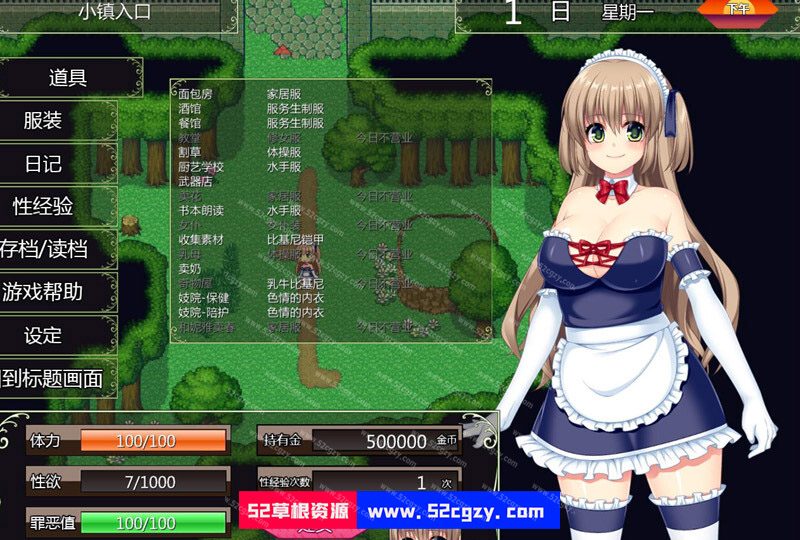 小镇入口
1 日 星期一 下午
道具
服装
日记
性经验
存档/读档
游戏帮助
设定
到标题画面
面包房 家居服
酒馆 服务生制服
餐馆 服务生制服
教堂 修女服 今日不营业
割草 体操服
厨艺学校 水手服
武器店
卖花 家居服 今日不营业
书本朗读 水手服
今日不营业
收集素材 比基尼铠甲
乳母 体操服 今日不营业
卖奶
乳牛比基尼
妓院-保健 色情的内衣
妓院-陪护 色情的内衣
家居服 今日不营业
体力 100/100
持有金 500000 金币
性欲 7/1000
性经验次数 1 次
罪恶值 100/100
52草根资源 www.52cgzy.com